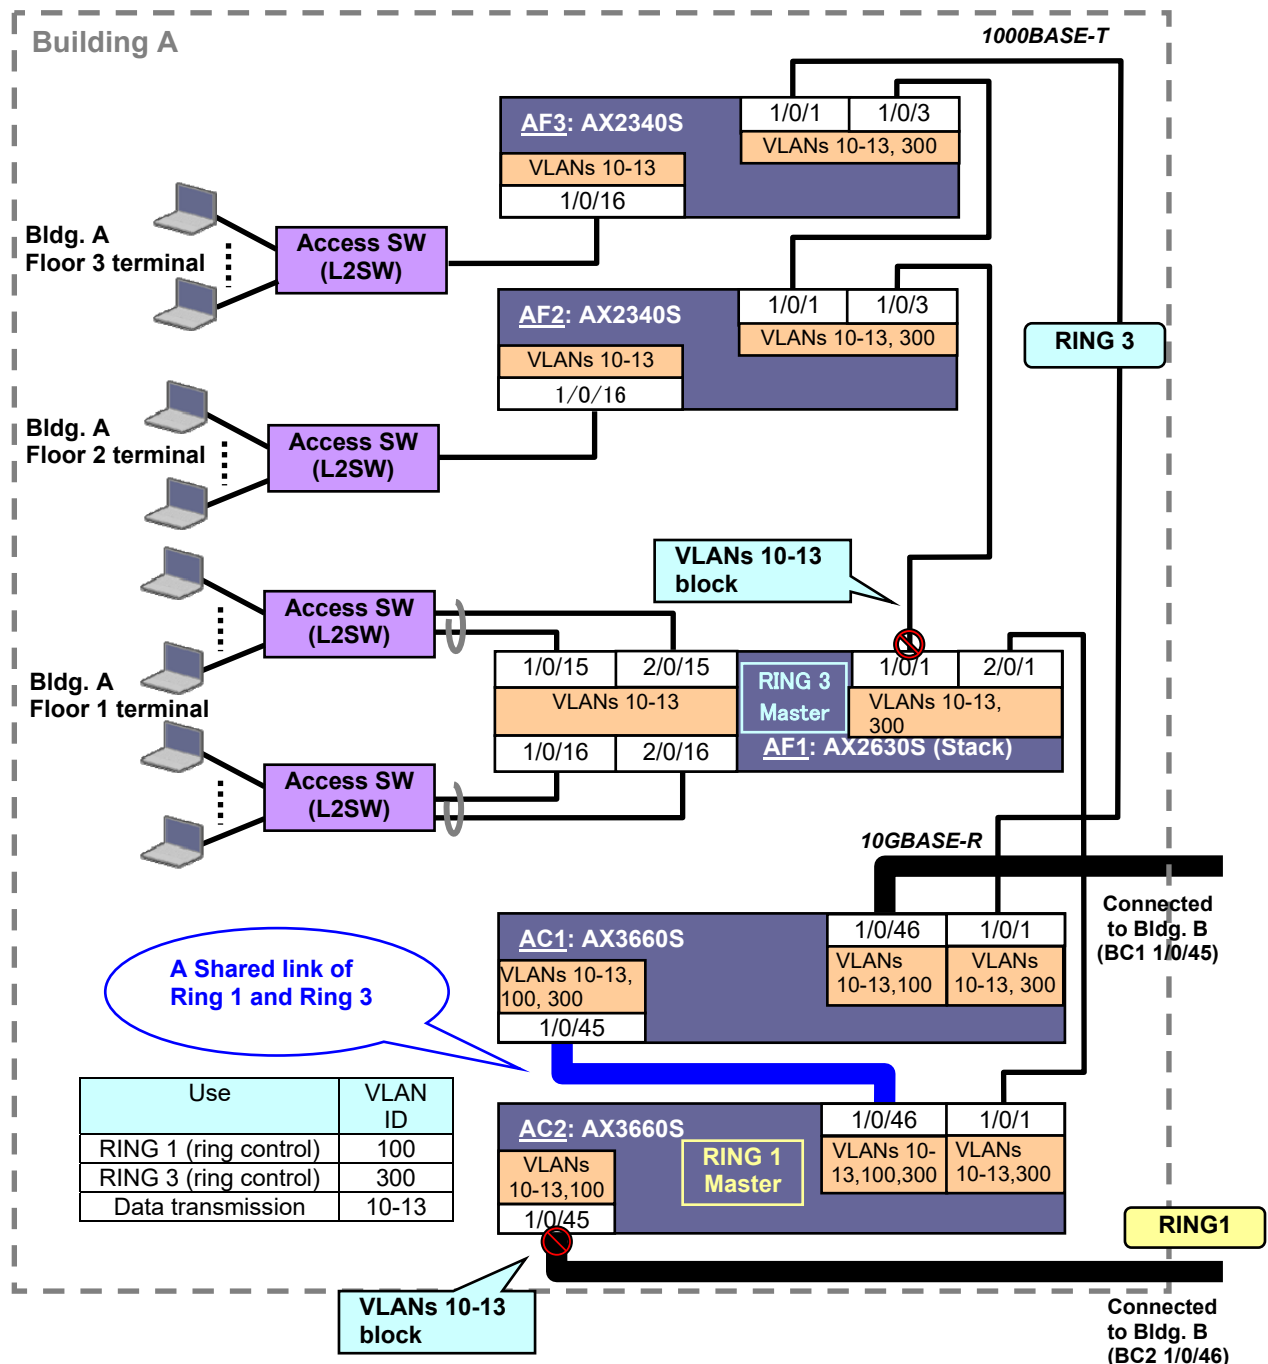 Building A
1000BASE-T
AF3: AX2340S
1/0/1
1/0/3
VLANs 10-13, 300
VLANs 10-13
1/0/16
Bldg. A
Floor 3 terminal
Access SW
(L2SW)
AF2: AX2340S
1/0/1
1/0/3
VLANs 10-13, 300
VLANs 10-13
1/0/16
RING 3
Bldg. A
Floor 2 terminal
Access SW
(L2SW)
VLANs 10-13
block
Access SW
(L2SW)
Bldg. A
Floor 1 terminal
1/0/15
2/0/15
VLANs 10-13
1/0/16
2/0/16
RING 3
Master
1/0/1
2/0/1
VLANs 10-13,
300
AF1: AX2630S (Stack)
Access SW
(L2SW)
10GBASE-R
Connected
to Bldg. B
(BC1 1/0/45)
AC1: AX3660S
1/0/46
1/0/1
VLANs
10-13,100
VLANs
10-13, 300
VLANs 10-13,
100, 300
1/0/45
A Shared link of
Ring 1 and Ring 3
Use
VLAN
ID
RING 1 (ring control)
100
RING 3 (ring control)
300
Data transmission
10-13
AC2: AX3660S
1/0/46
1/0/1
VLANs 10-
13,100,300
VLANs
10-13,300
RING 1
Master
VLANs
10-13,100
1/0/45
RING1
VLANs 10-13
block
Connected
to Bldg. B
(BC2 1/0/46)